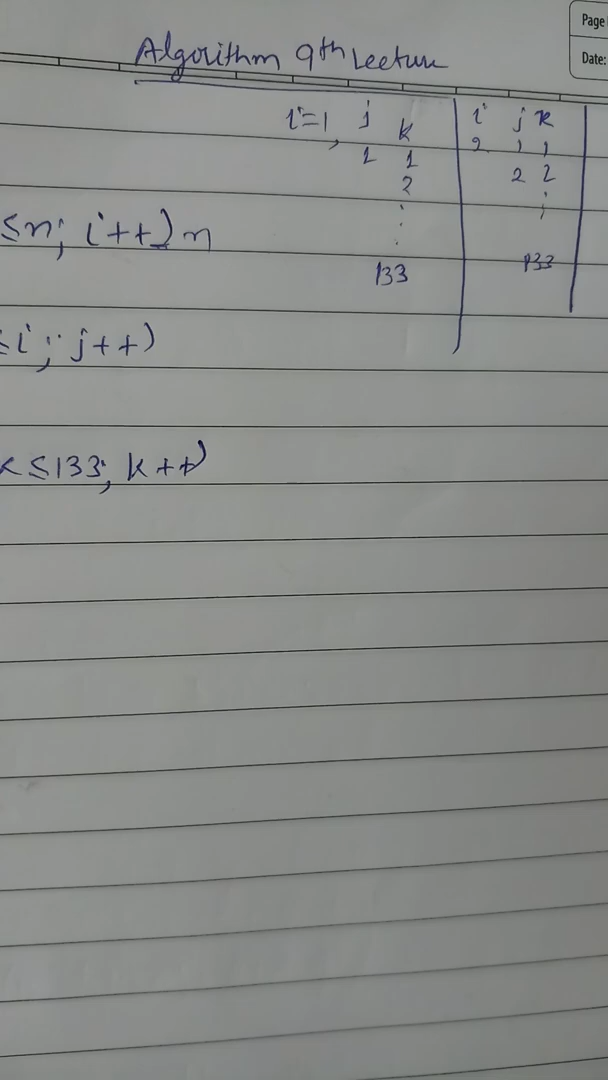 Page
Date:
Algorithm 9th Lecture
i=1, j k | i j k
1 1 | 2 1 1
2 | 2 2
133 | 133
≤n; i++) n
≤i; j++)
k≤133; k++)